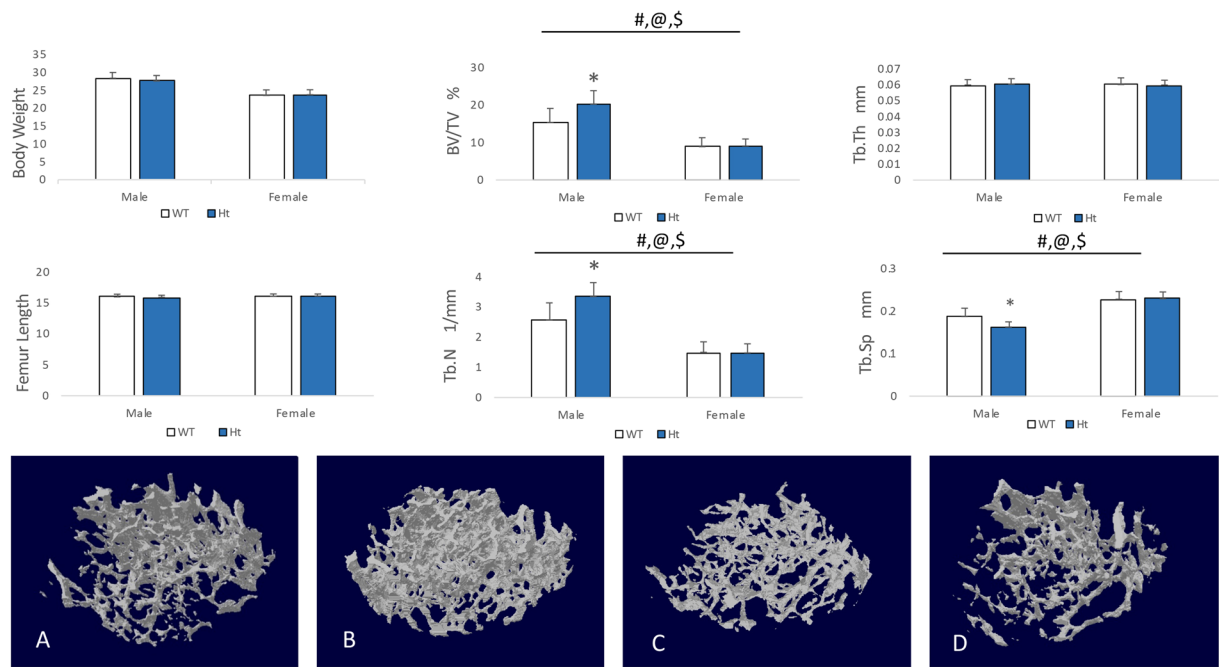 Body Weight
35
30
25
20
15
10
5
0
Male Female
WT Ht
#,@,$
BV/TV %
30
20
10
0
*
Male Female
WT Ht
Tb.Th mm
0.07
0.06
0.05
0.04
0.03
0.02
0.01
0
Male Female
WT Ht
Femur Length
20
15
10
5
0
Male Female
WT Ht
#,@,$
Tb.N 1/mm
4
3
2
1
0
*
Male Female
WT Ht
#,@,$
Tb.Sp mm
0.3
0.2
0.1
0
*
Male Female
WT Ht
A B C D